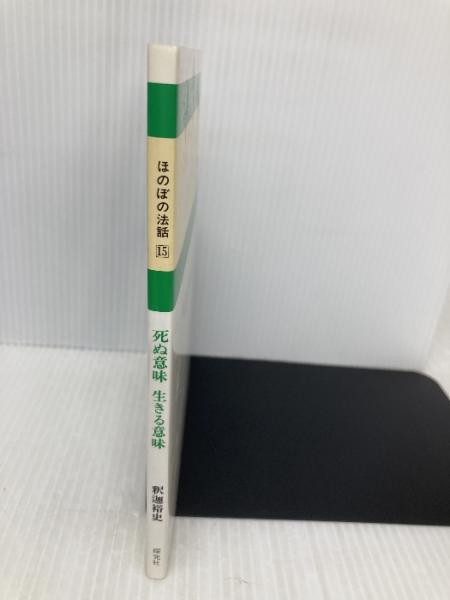 ほのぼの法話 15
死ぬ意味 生きる意味
釈迦裕史
探究社